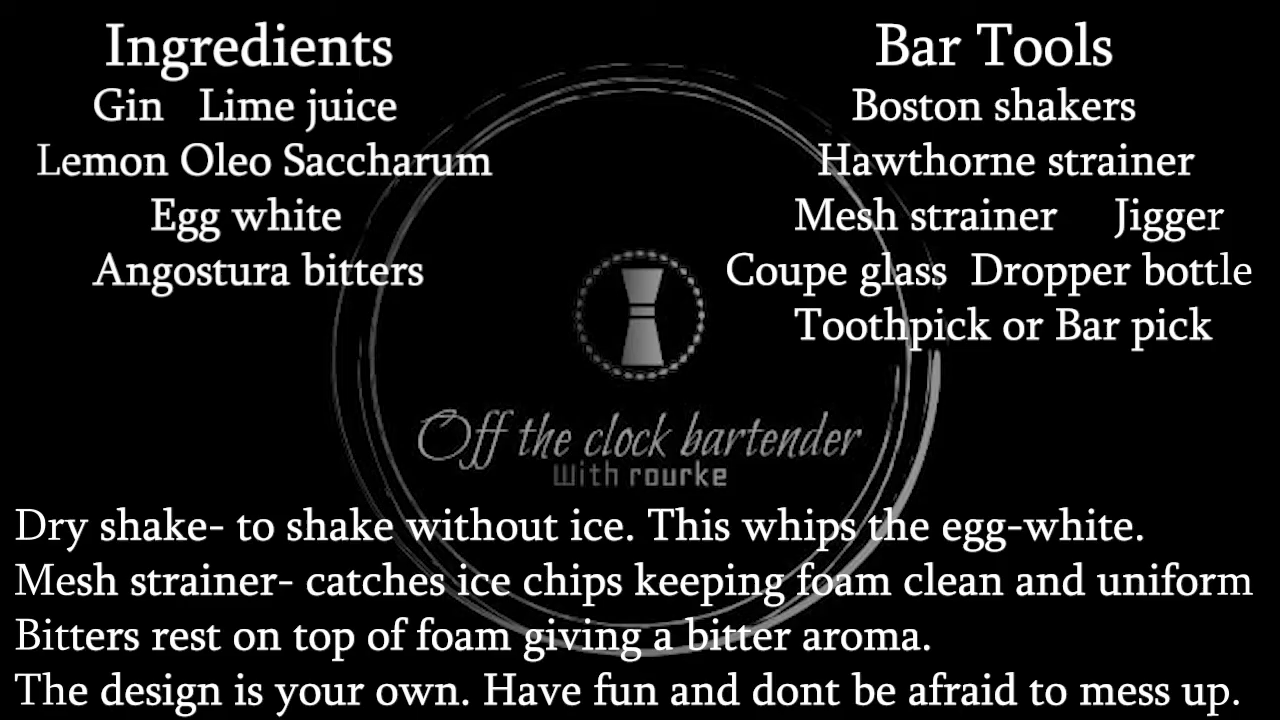 Ingredients
Gin Lime juice
Lemon Oleo Saccharum
Egg white
Angostura bitters
Bar Tools
Boston shakers
Hawthorne strainer
Mesh strainer Jigger
Coupe glass Dropper bottle
Toothpick or Bar pick
Off the clock bartender
with rourke
Dry shake- to shake without ice. This whips the egg-white.
Mesh strainer- catches ice chips keeping foam clean and uniform
Bitters rest on top of foam giving a bitter aroma.
The design is your own. Have fun and dont be afraid to mess up.